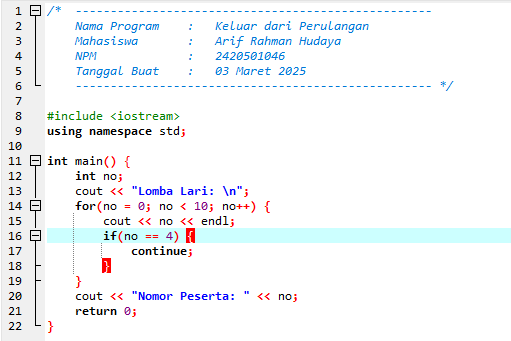 1 /* ---------------------------------------------------
2 Nama Program : Keluar dari Perulangan
3 Mahasiswa : Arif Rahman Hudaya
4 NPM : 2420501046
5 Tanggal Buat : 03 Maret 2025
6 --------------------------------------------------- */
7
8 #include <iostream>
9 using namespace std;
10
11 int main() {
12 int no;
13 cout << "Lomba Lari: \n";
14 for(no = 0; no < 10; no++) {
15 cout << no << endl;
16 if(no == 4) {
17 continue;
18 }
19 }
20 cout << "Nomor Peserta: " << no;
21 return 0;
22 }